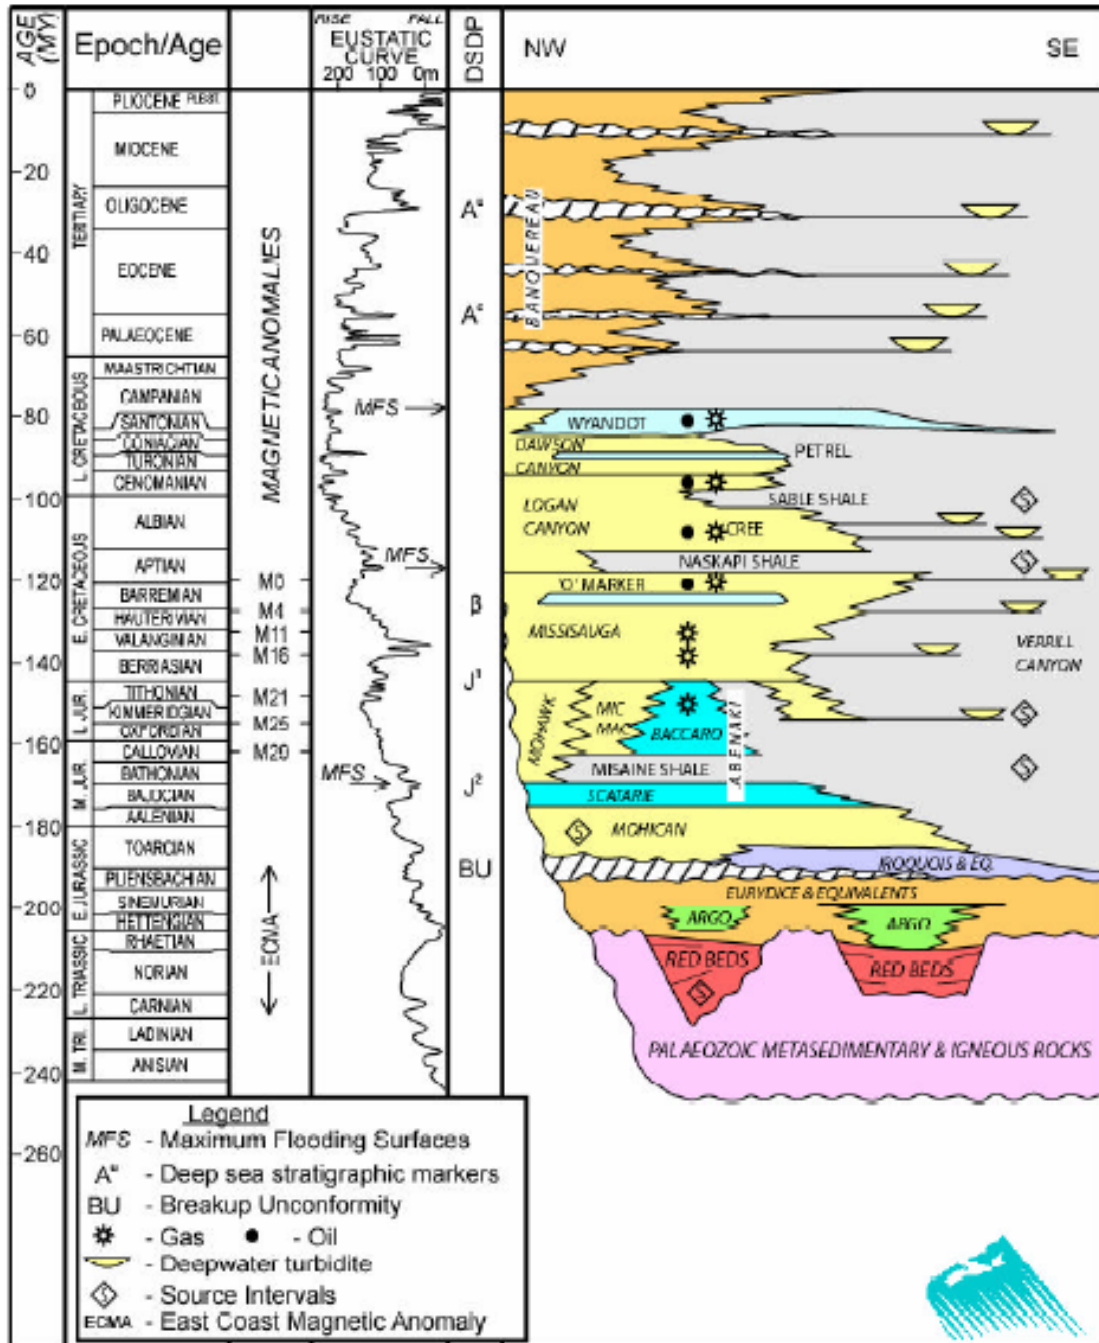 AGE (MY)
Epoch/Age
RISE FALL
EUSTATIC
CURVE
200 100 0m
DSDP
NW
SE
0
20
40
60
80
100
120
140
160
180
200
220
240
260
TERTIARY
L. CRETACEOUS
E. CRETACEOUS
L. JUR.
M. JUR.
E. JURASSIC
L. TRIASSIC
M. TRI.
PLIOCENE PLEIST.
MIOCENE
OLIGOCENE
EOCENE
PALAEOCENE
MAASTRICHTIAN
CAMPANIAN
SANTONIAN
CONIACIAN
TURONIAN
CENOMANIAN
ALBIAN
APTIAN
BARREMIAN
HAUTERIVIAN
VALANGINIAN
BERRIASIAN
TITHONIAN
KIMMERIDGIAN
OXFORDIAN
CALLOVIAN
BATHONIAN
BAJOCIAN
AALENIAN
TOARCIAN
PLIENSBACHIAN
SINEMURIAN
HETTENGIAN
RHAETIAN
NORIAN
CARNIAN
LADINIAN
ANISIAN
MAGNETIC ANOMALIES
M0
M4
M11
M16
M21
M25
M20
ECMA
MFS
MFS
MFS
Aᵘ
Aᶜ
β
J¹
J²
BU
BANQUEREAU
WYANDOT
DAWSON
CANYON
PETREL
LOGAN
CANYON
SABLE SHALE
CREE
NASKAPI SHALE
'O' MARKER
MISSISAUGA
VERRILL
CANYON
MOHAWK
MIC
MAC
BACCARO
ABENAKI
MISAINE SHALE
SCATARIE
MOHICAN
IROQUOIS & EQ.
EURYDICE & EQUIVALENTS
ARGO
ARGO
RED BEDS
RED BEDS
PALAEOZOIC METASEDIMENTARY & IGNEOUS ROCKS
S
S
S
S
S
S
Legend
MFS - Maximum Flooding Surfaces
Aᵘ - Deep sea stratigraphic markers
BU - Breakup Unconformity
- Gas - Oil
- Deepwater turbidite
S - Source Intervals
ECMA - East Coast Magnetic Anomaly